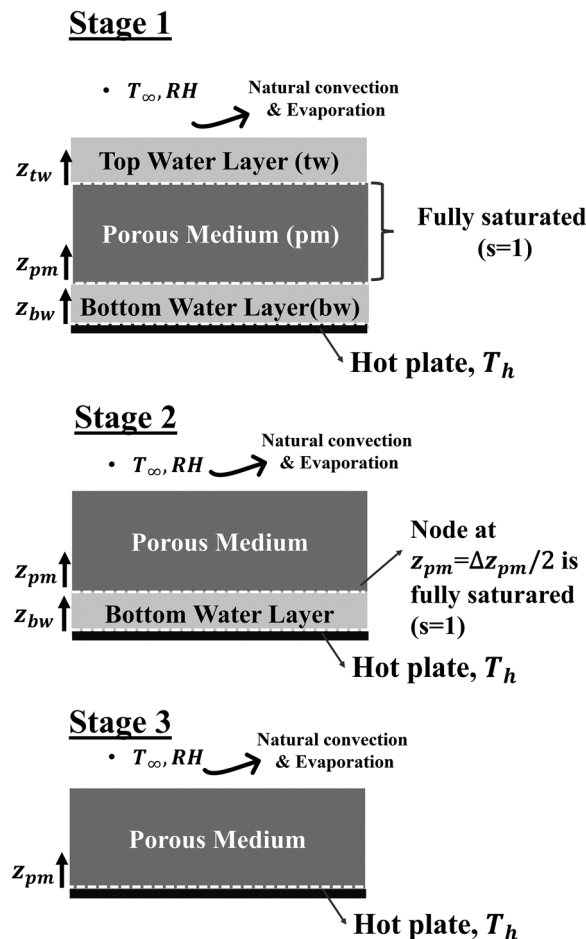 Stage 1
• T∞, RH
Natural convection
& Evaporation
z_tw
Top Water Layer (tw)
Porous Medium (pm)
Fully saturated
(s=1)
z_pm
z_bw
Bottom Water Layer(bw)
Hot plate, T_h
Stage 2
• T∞, RH
Natural convection
& Evaporation
Porous Medium
Node at
z_pm=Δz_pm/2 is
fully saturared
(s=1)
z_pm
z_bw
Bottom Water Layer
Hot plate, T_h
Stage 3
• T∞, RH
Natural convection
& Evaporation
Porous Medium
z_pm
Hot plate, T_h